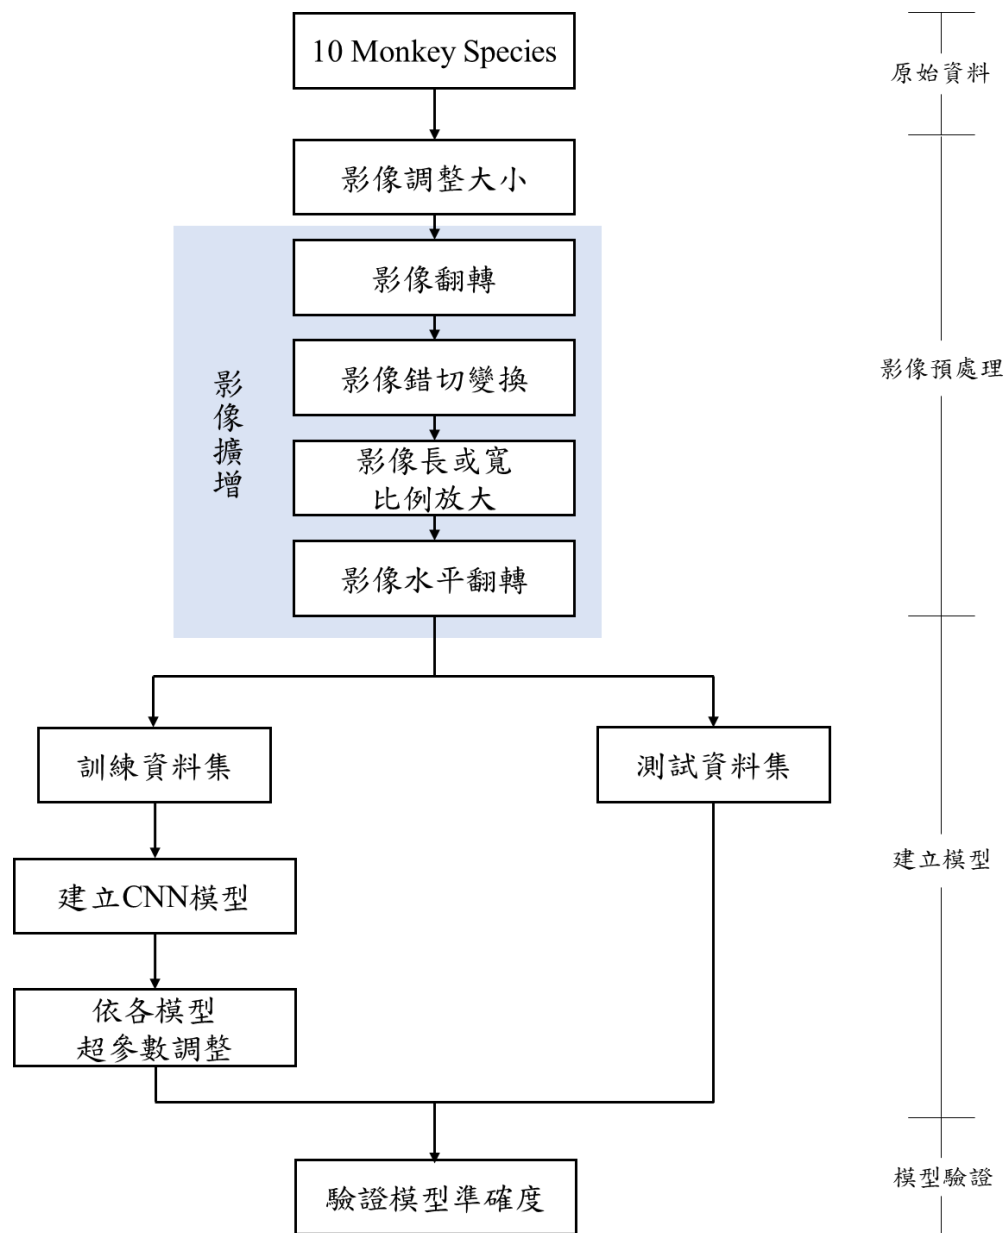 10 Monkey Species
原始資料
影像調整大小
影像翻轉
影像錯切變換
影像預處理
影像擴增
影像長或寬
比例放大
影像水平翻轉
訓練資料集
測試資料集
建立CNN模型
建立模型
依各模型
超參數調整
驗證模型準確度
模型驗證